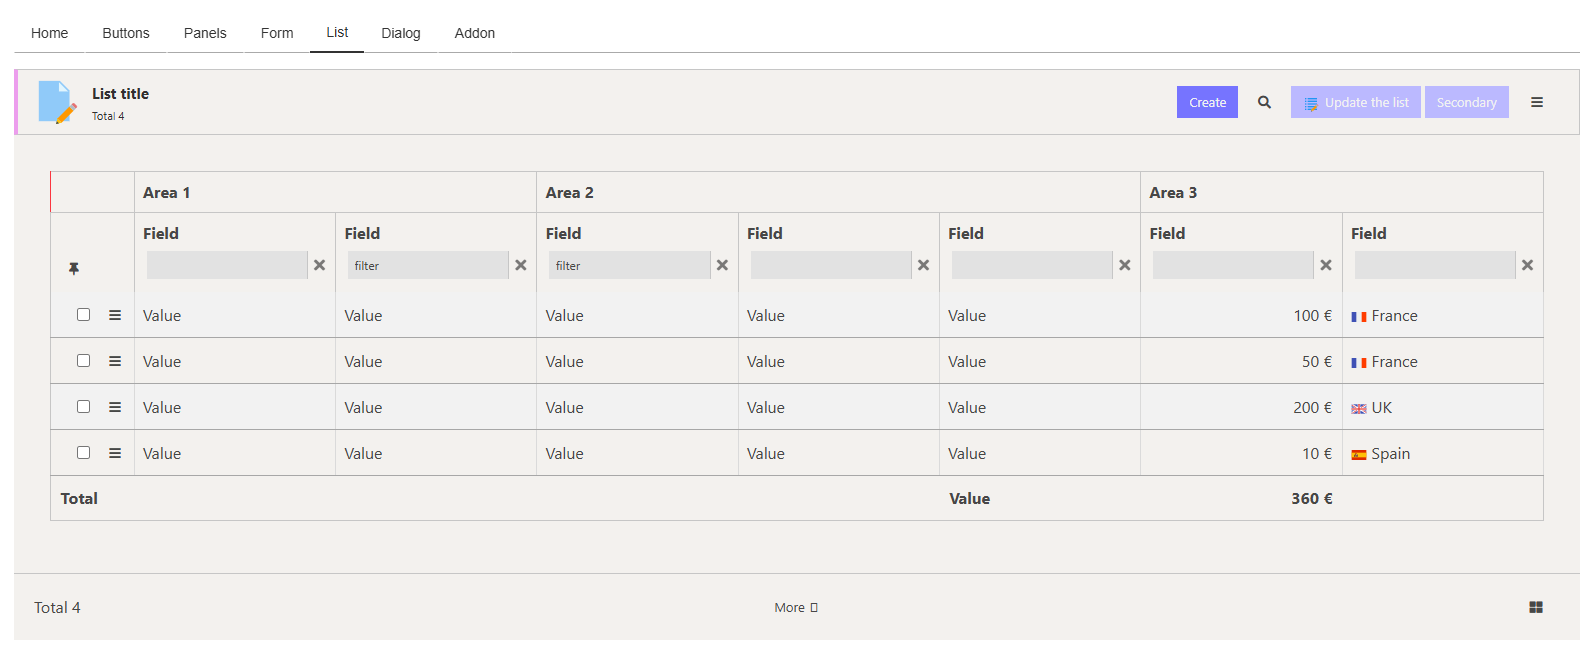 Home Buttons Panels Form List Dialog Addon
List title
Total 4
Create Update the list Secondary
Area 1 Area 2 Area 3
Field Field Field Field Field Field Field
filter filter
Value Value Value Value Value 100 € France
Value Value Value Value Value 50 € France
Value Value Value Value Value 200 € UK
Value Value Value Value Value 10 € Spain
Total Value 360 €
Total 4 More